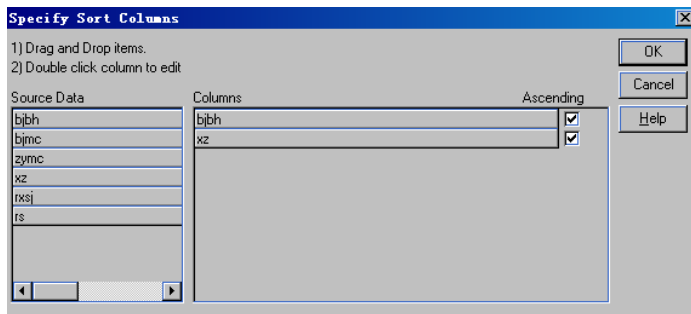 Specify Sort Columns
1) Drag and Drop items.
2) Double click column to edit
OK
Cancel
Help
Source Data
bjbh
bjmc
zymc
xz
rxsj
rs
Columns Ascending
bjbh
xz